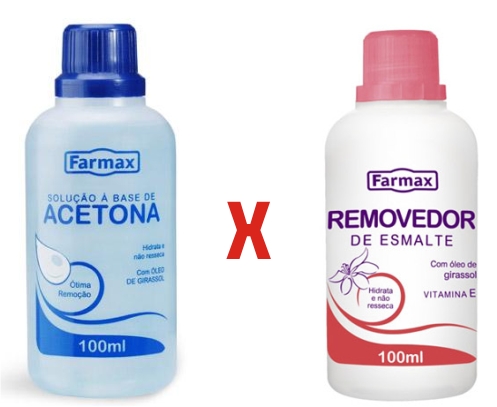 Farmax
SOLUÇÃO À BASE DE
ACETONA
Hidrata e
não resseca
Com ÓLEO
DE GIRASSOL
Ótima
Remoção
100ml
X
Farmax
REMOVEDOR
DE ESMALTE
Com óleo de
girassol
VITAMINA E
Hidrata
e não
resseca
100ml